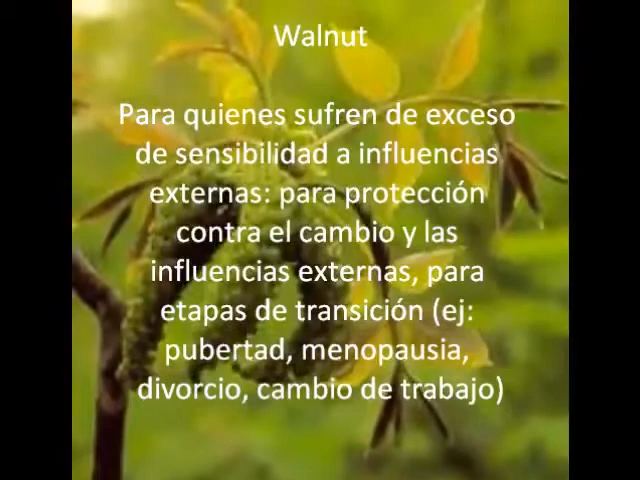 Walnut
Para quienes sufren de exceso
de sensibilidad a influencias
externas: para protección
contra el cambio y las
influencias externas, para
etapas de transición (ej:
pubertad, menopausia,
divorcio, cambio de trabajo)